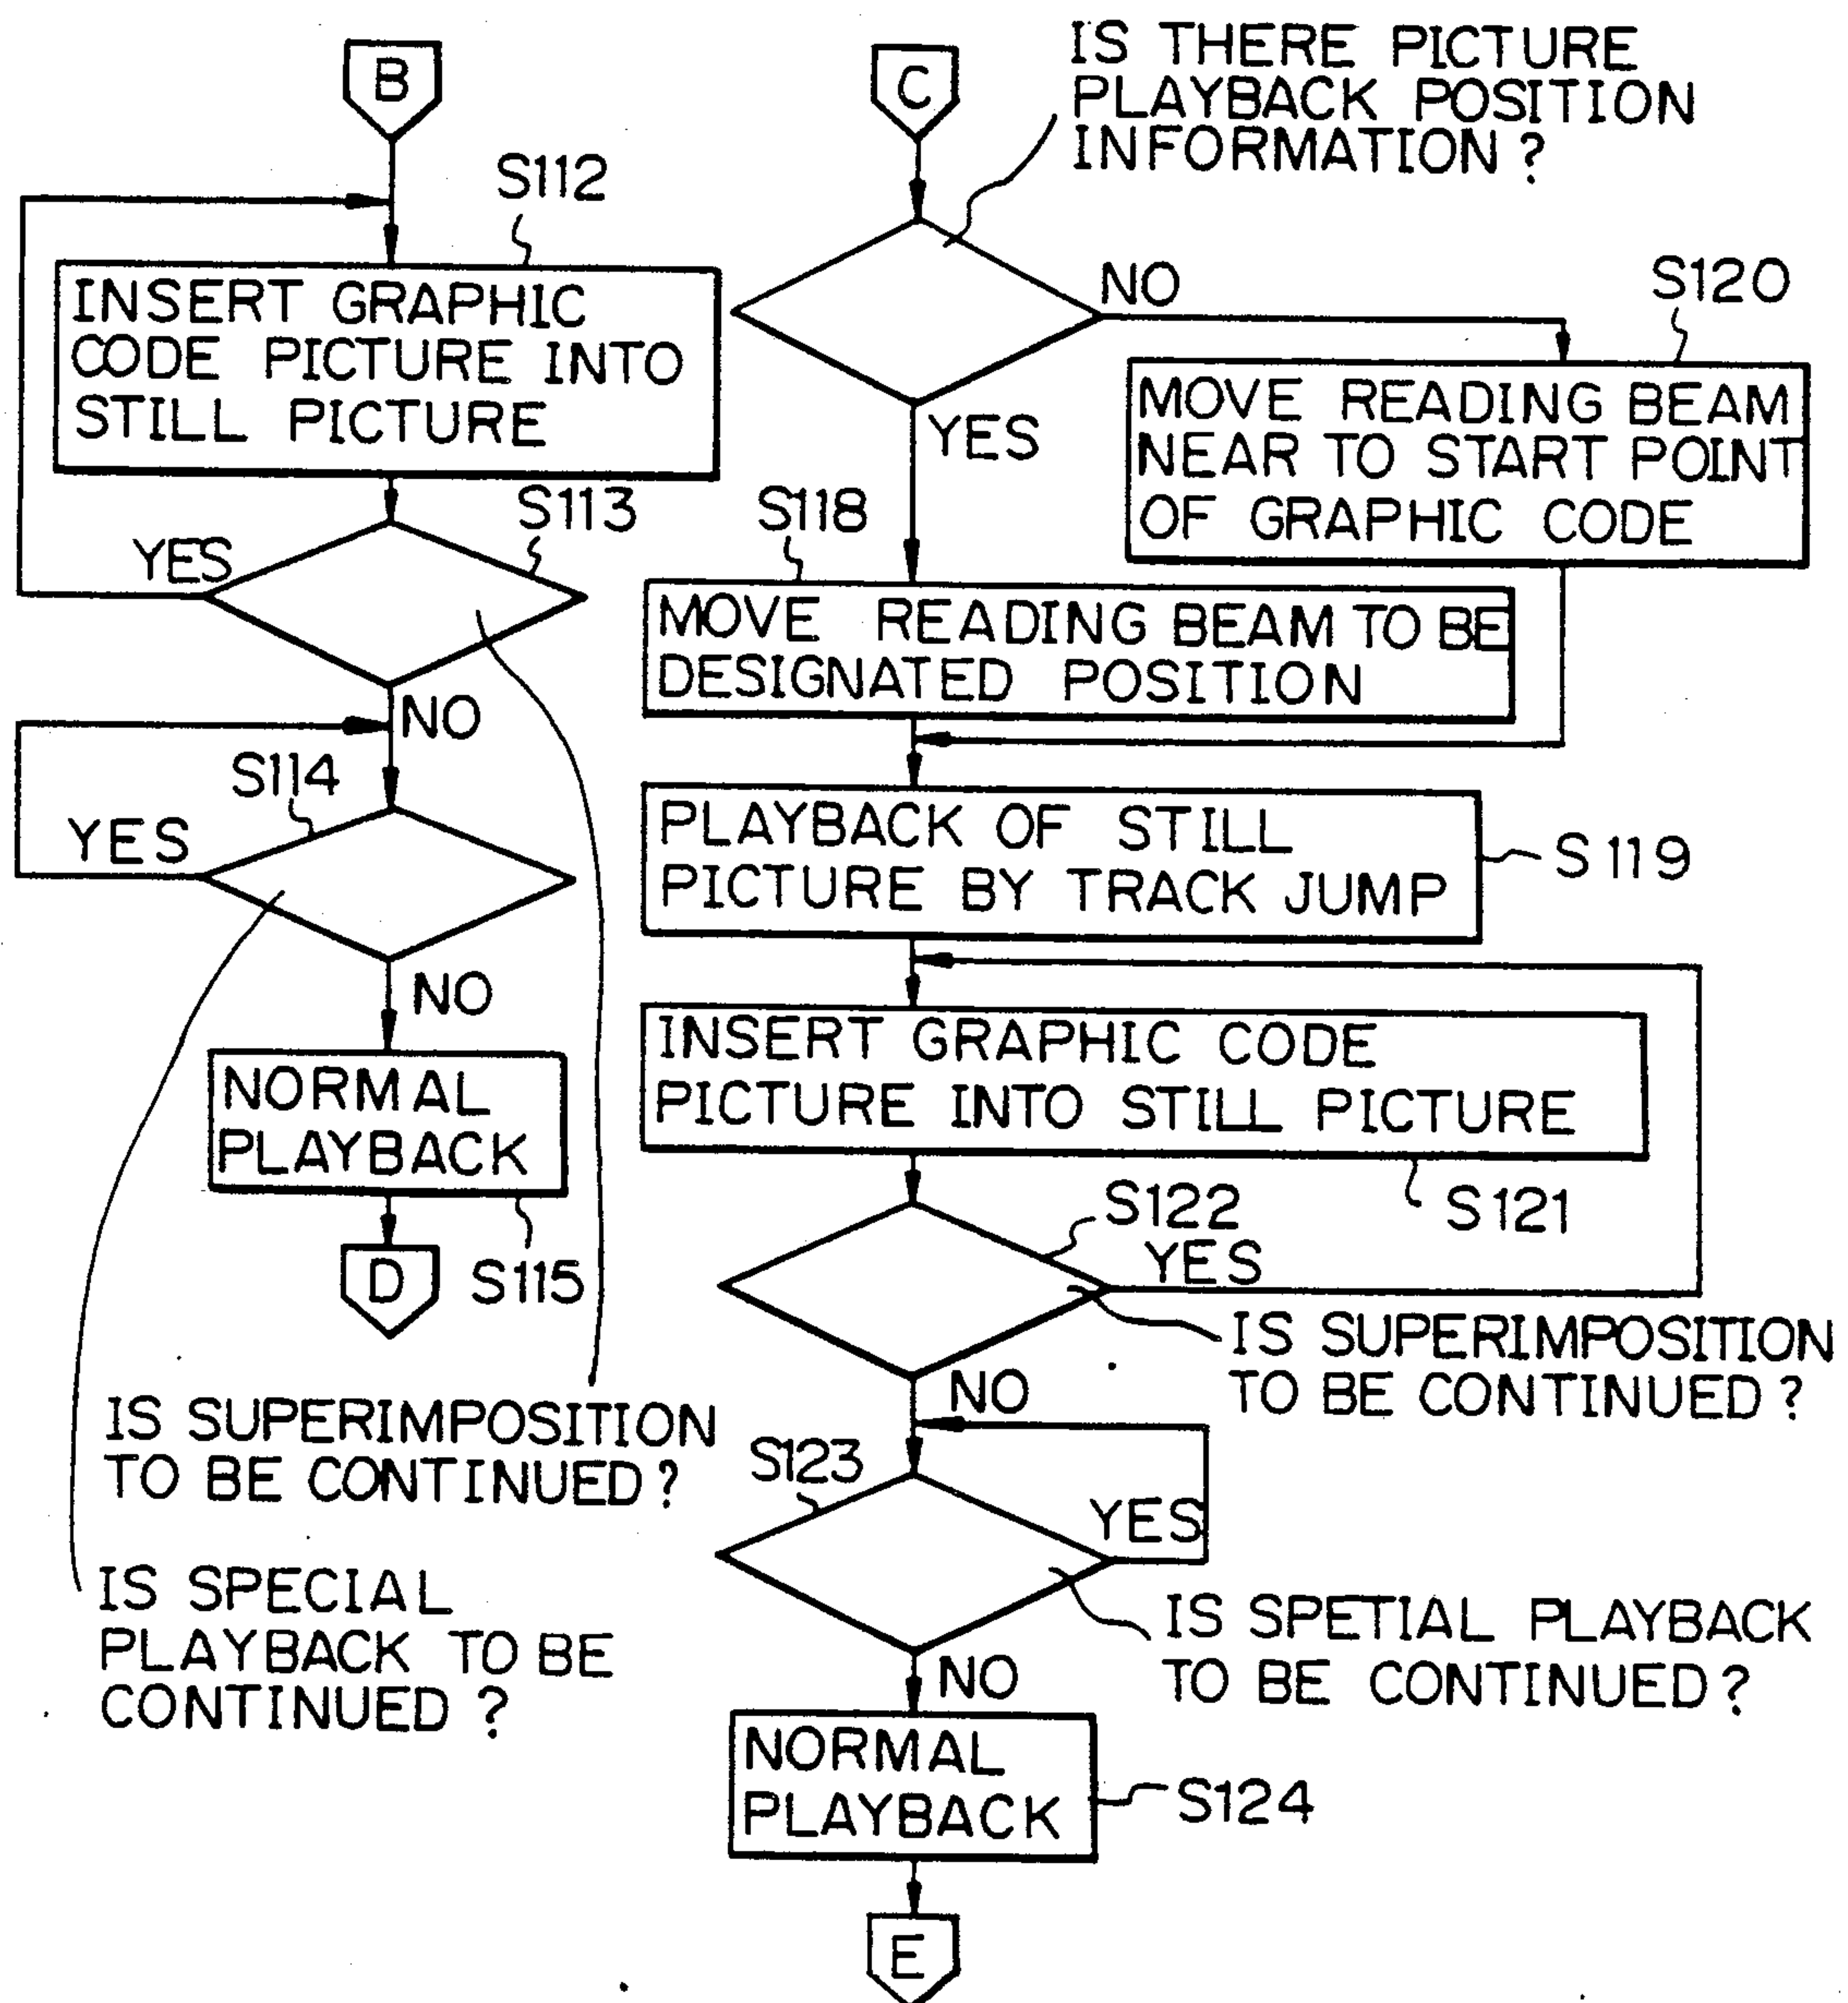 B
S112
INSERT GRAPHIC
CODE PICTURE INTO
STILL PICTURE
S113
YES
NO
S114
YES
NO
NORMAL
PLAYBACK
S115
D
IS SUPERIMPOSITION
TO BE CONTINUED?
IS SPECIAL
PLAYBACK TO BE
CONTINUED?
C
IS THERE PICTURE
PLAYBACK POSITION
INFORMATION?
NO
S120
MOVE READING BEAM
NEAR TO START POINT
OF GRAPHIC CODE
YES
S118
MOVE READING BEAM TO BE
DESIGNATED POSITION
PLAYBACK OF STILL
PICTURE BY TRACK JUMP
S119
INSERT GRAPHIC CODE
PICTURE INTO STILL PICTURE
S121
S122
YES
IS SUPERIMPOSITION
TO BE CONTINUED?
NO
S123
YES
IS SPETIAL PLAYBACK
TO BE CONTINUED?
NO
NORMAL
PLAYBACK
S124
E